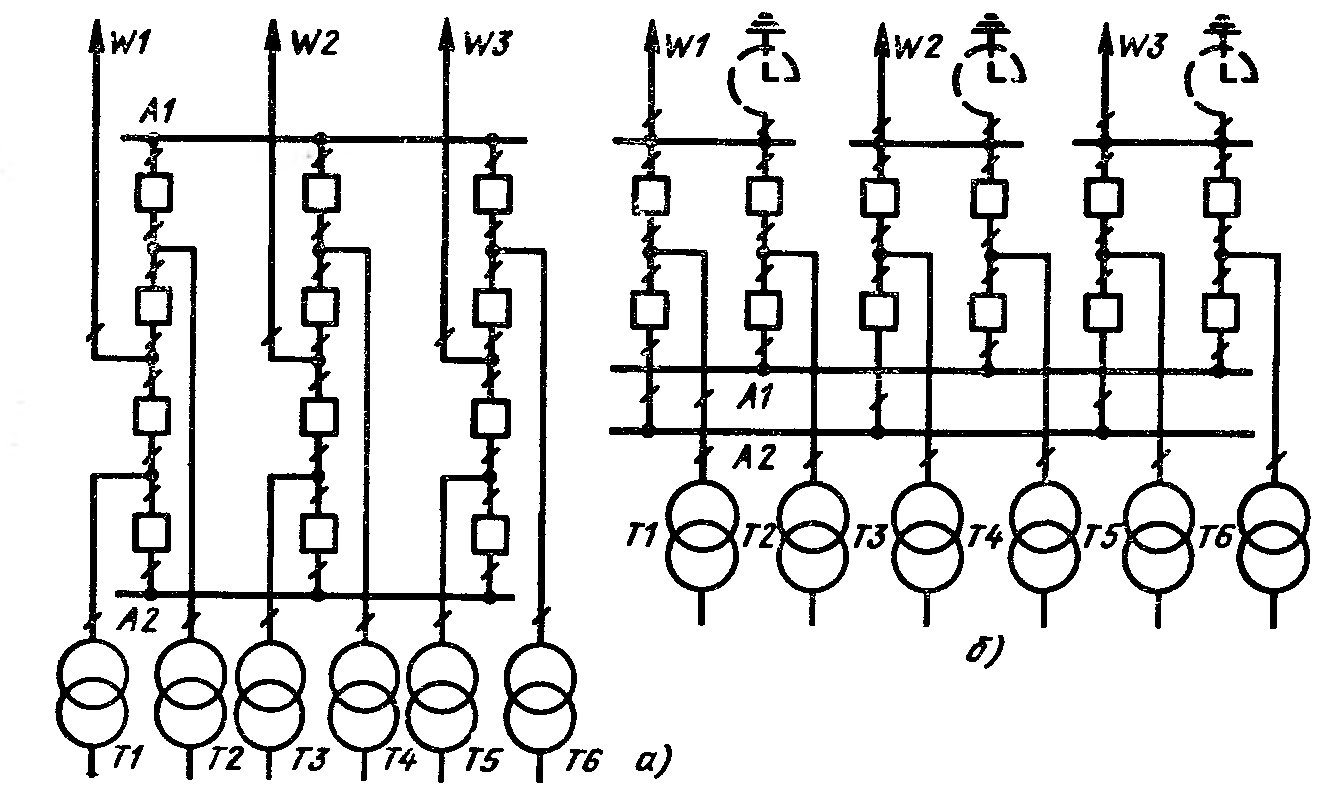 W1 W2 W3 W1 W2 W3
A1
A1
A2
A2
T1 T2 T3 T4 T5 T6
б)
T1 T2 T3 T4 T5 T6 а)